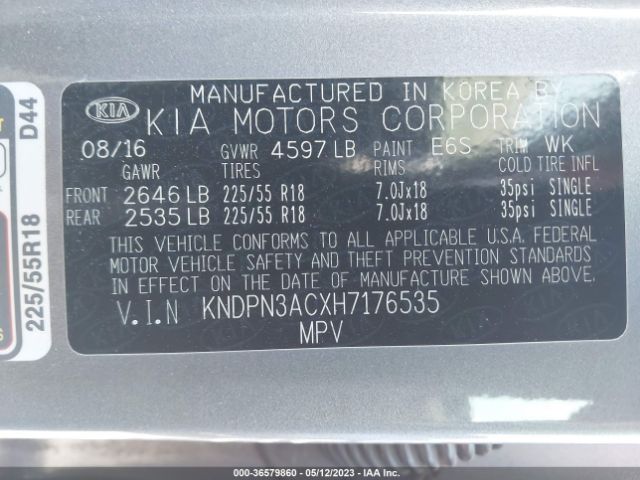 MANUFACTURED IN KOREA BY
KIA KIA MOTORS CORPORATION
08/16 GVWR 4597 LB PAINT E6S TRIM WK
GAWR TIRES RIMS COLD TIRE INFL
FRONT 2646 LB 225/55 R18 7.0Jx18 35psi SINGLE
REAR 2535 LB 225/55 R18 7.0Jx18 35psi SINGLE
THIS VEHICLE CONFORMS TO ALL APPLICABLE U.S.A. FEDERAL
MOTOR VEHICLE SAFETY AND THEFT PREVENTION STANDARDS
IN EFFECT ON THE DATE OF MANUFACTURE SHOWN ABOVE.
V.I.N KNDPN3ACXH7176535
MPV
D44
225/55R18
000-36579860 - 05/12/2023 - IAA Inc.